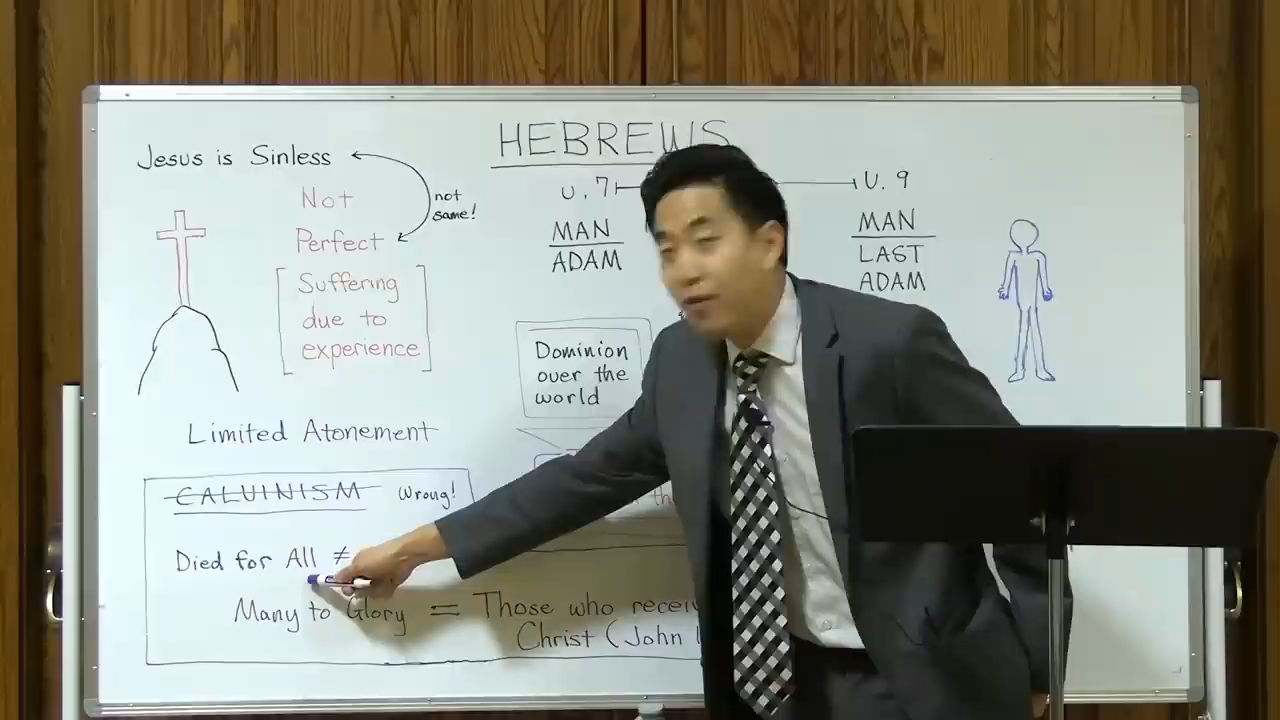 HEBREWS
Jesus is Sinless
Not
Perfect
not
same!
[Suffering
due to
experience]
v. 7
MAN
ADAM
v. 9
MAN
LAST
ADAM
Dominion
over the
world
Limited Atonement
CALVINISM Wrong!
Died for All ≠
Many to Glory = Those who
Christ (John